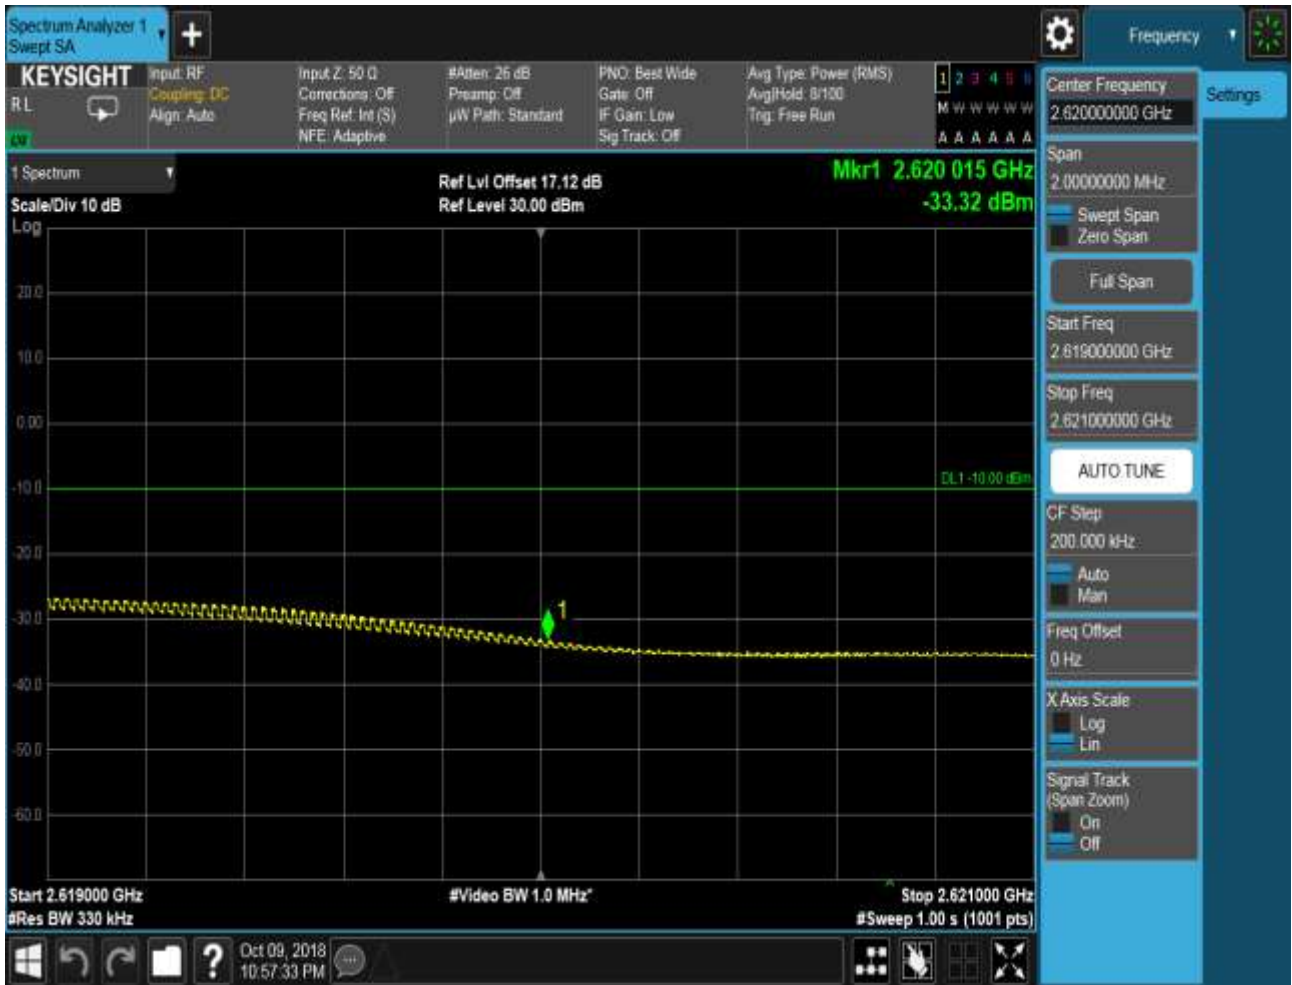 Spectrum Analyzer 1
Swept SA
+
Frequency
KEYSIGHT
RL
Input: RF
Coupling: DC
Align: Auto
Input Z: 50 Ω
Corrections: Off
Freq Ref: Int (S)
NFE: Adaptive
#Atten: 26 dB
Preamp: Off
µW Path: Standard
PNO: Best Wide
Gate: Off
IF Gain: Low
Sig Track: Off
Avg Type: Power (RMS)
Avg|Hold: 8/100
Trig: Free Run
1 2 3 4 5 6
M W W W W W
A A A A A A
1 Spectrum
Scale/Div 10 dB
Log
Ref Lvl Offset 17.12 dB
Ref Level 30.00 dBm
Mkr1 2.620 015 GHz
-33.32 dBm
20.0
10.0
0.00
-10.0
-20.0
-30.0
-40.0
-50.0
-60.0
DL1 -10.00 dBm
1
Start 2.619000 GHz
#Res BW 330 kHz
#Video BW 1.0 MHz*
Stop 2.621000 GHz
#Sweep 1.00 s (1001 pts)
Center Frequency
2.620000000 GHz
Settings
Span
2.00000000 MHz
Swept Span
Zero Span
Full Span
Start Freq
2.619000000 GHz
Stop Freq
2.621000000 GHz
AUTO TUNE
CF Step
200.000 kHz
Auto
Man
Freq Offset
0 Hz
X Axis Scale
Log
Lin
Signal Track
(Span Zoom)
On
Off
?
Oct 09, 2018
10:57:33 PM